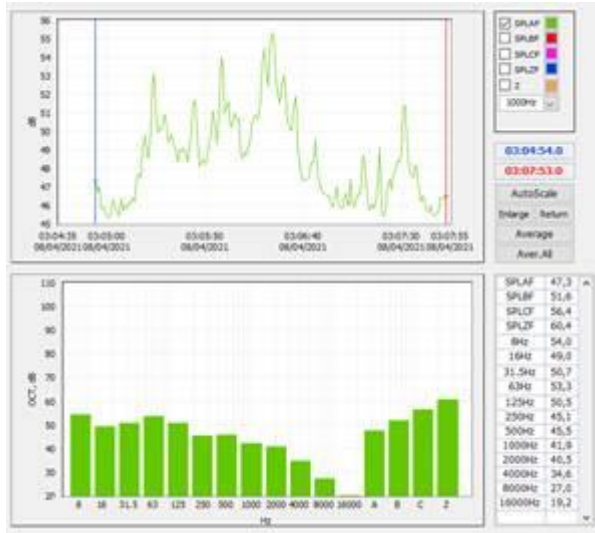 56
55
54
53
52
51
50
49
48
47
46
45
dB
03:04:35 03:05:00 03:05:50 03:06:40 03:07:30 03:07:55
08/04/2021 08/04/2021 08/04/2021 08/04/2021 08/04/2021 08/04/2021
SPLAF
SPLBF
SPLCF
SPLZF
Z
1000Hz
03:04:54.0
03:07:53.0
AutoScale
Enlarge Return
Average
Aver.All
110
100
90
80
70
60
50
40
30
20
OCT, dB
8 16 31.5 63 125 250 500 1000 2000 4000 8000 16000 A B C Z
Hz
SPLAF 47,3
SPLBF 51,6
SPLCF 56,4
SPLZF 60,4
8Hz 54,0
16Hz 49,0
31.5Hz 50,7
63Hz 53,3
125Hz 50,5
250Hz 45,1
500Hz 45,5
1000Hz 41,9
2000Hz 40,5
4000Hz 34,6
8000Hz 27,0
16000Hz 19,2